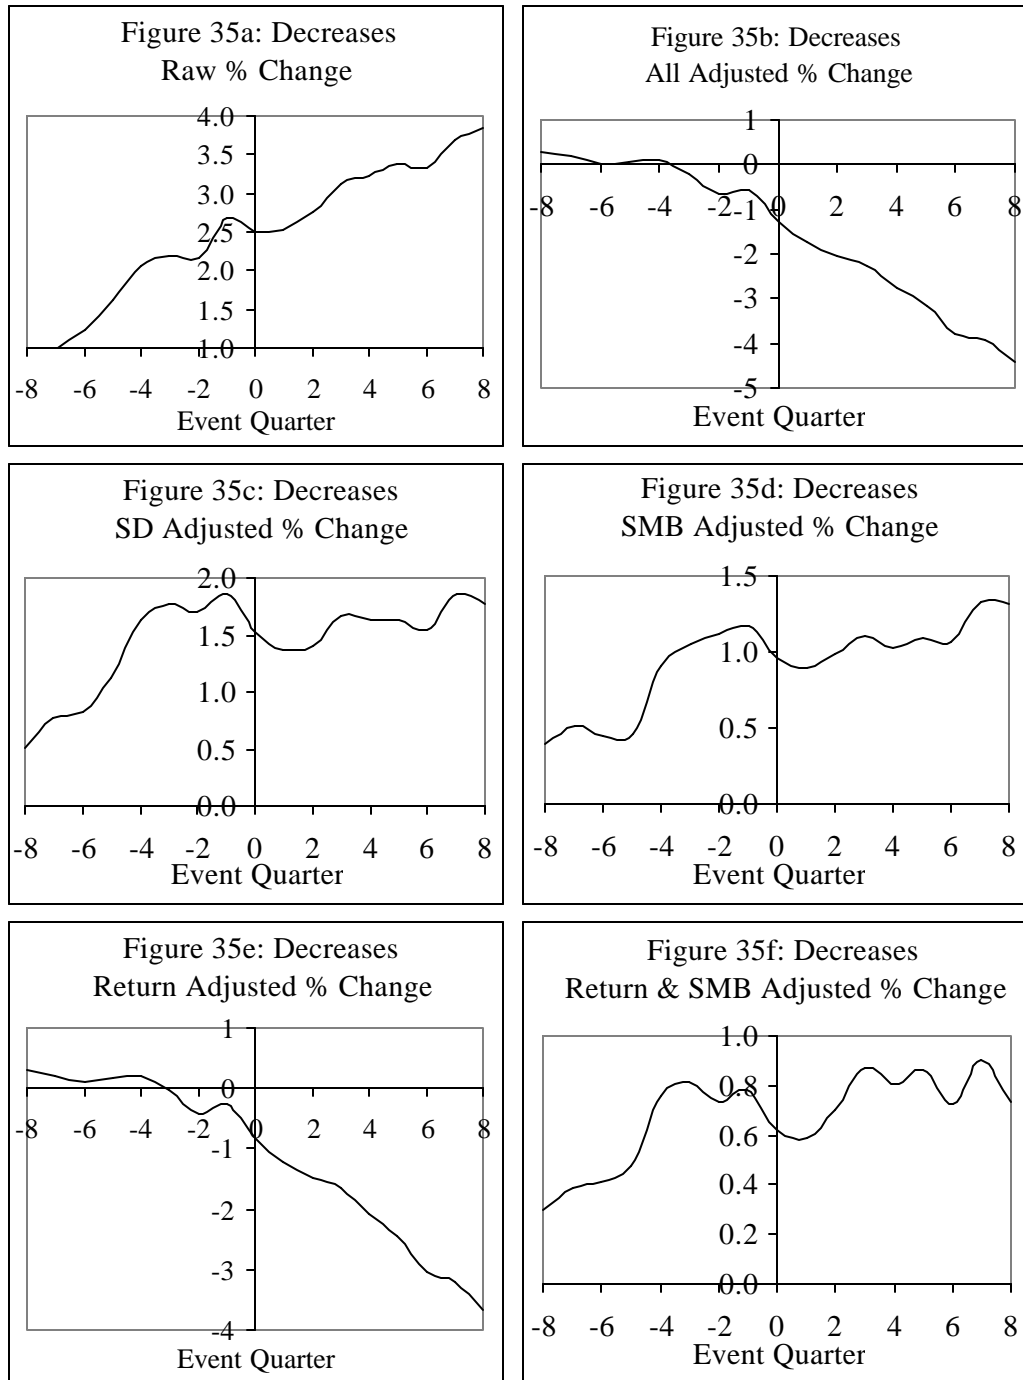 Figure 35a: Decreases
Raw % Change
4.0
3.5
3.0
2.5
2.0
1.5
1.0
-8 -6 -4 -2 0 2 4 6 8
Event Quarter
Figure 35b: Decreases
All Adjusted % Change
1
0
-8 -6 -4 -2 0 2 4 6 8
-1
-2
-3
-4
-5
Event Quarter
Figure 35c: Decreases
SD Adjusted % Change
2.0
1.5
1.0
0.5
0.0
-8 -6 -4 -2 0 2 4 6 8
Event Quarter
Figure 35d: Decreases
SMB Adjusted % Change
1.5
1.0
0.5
0.0
-8 -6 -4 -2 0 2 4 6 8
Event Quarter
Figure 35e: Decreases
Return Adjusted % Change
1
0
-8 -6 -4 -2 0 2 4 6 8
-1
-2
-3
-4
Event Quarter
Figure 35f: Decreases
Return & SMB Adjusted % Change
1.0
0.8
0.6
0.4
0.2
0.0
-8 -6 -4 -2 0 2 4 6 8
Event Quarter